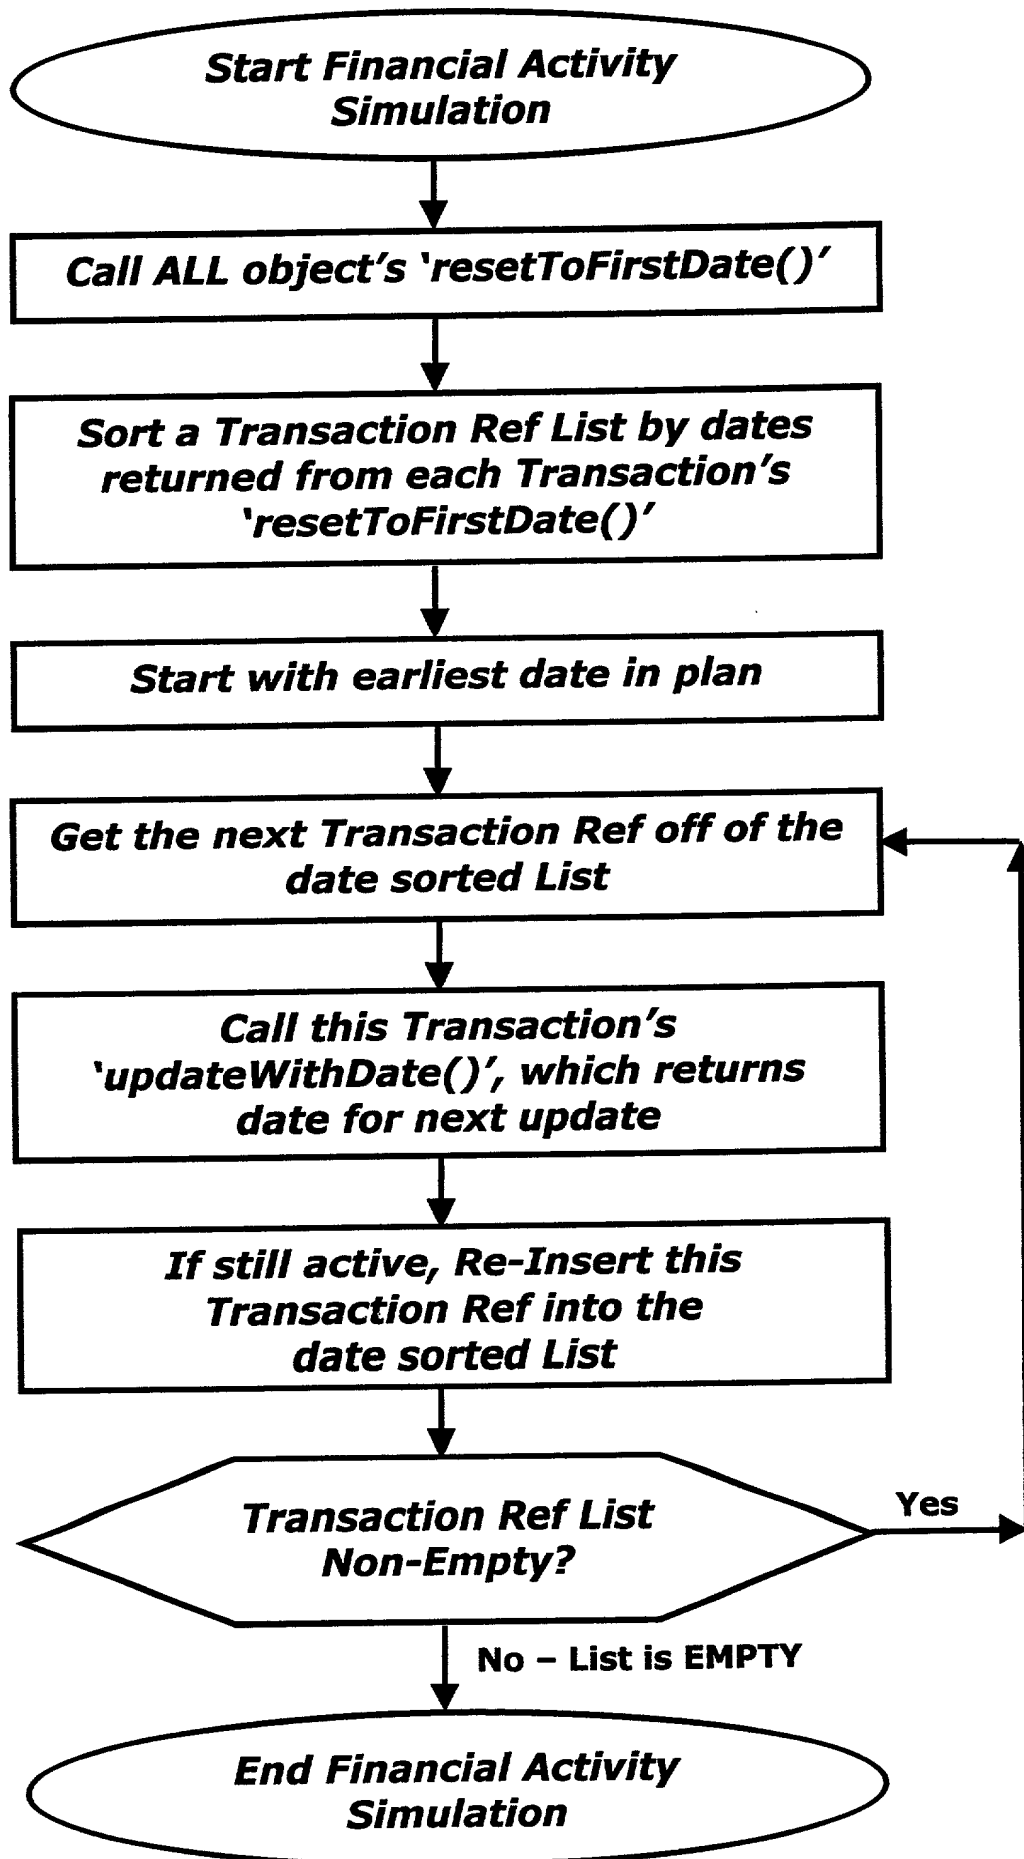 Start Financial Activity
Simulation
Call ALL object's ‘resetToFirstDate()’
Sort a Transaction Ref List by dates
returned from each Transaction's
‘resetToFirstDate()’
Start with earliest date in plan
Get the next Transaction Ref off of the
date sorted List
Call this Transaction's
‘updateWithDate()’, which returns
date for next update
If still active, Re-Insert this
Transaction Ref into the
date sorted List
Transaction Ref List
Non-Empty?
Yes
No – List is EMPTY
End Financial Activity
Simulation